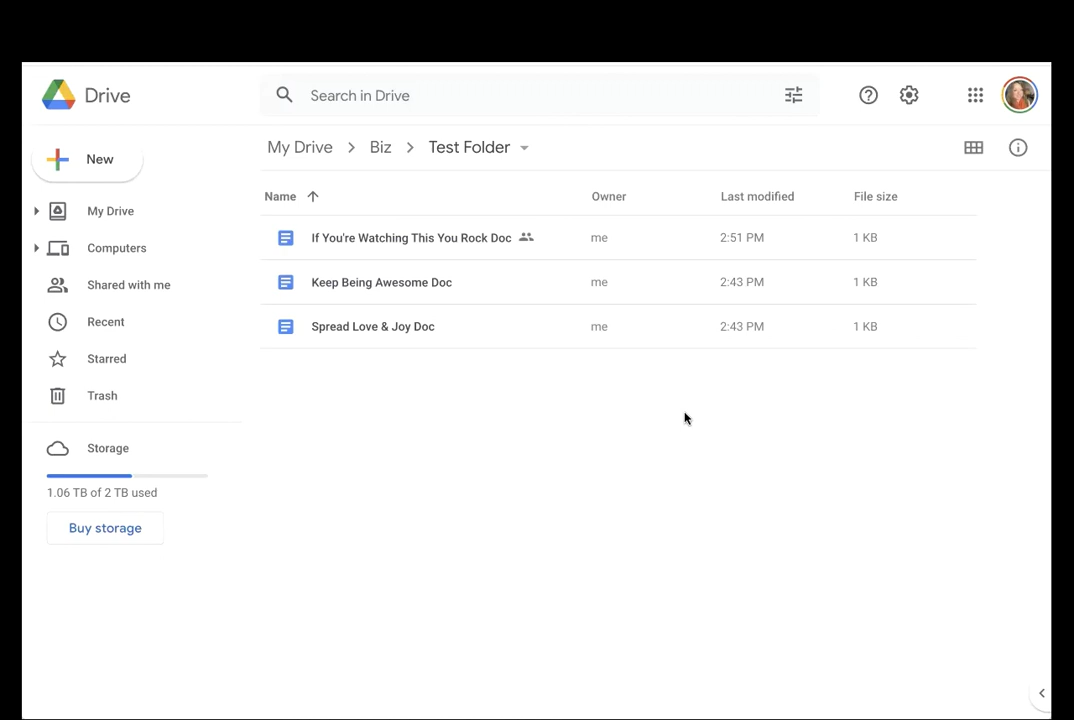 Drive
Search in Drive
New
My Drive
Computers
Shared with me
Recent
Starred
Trash
Storage
1.06 TB of 2 TB used
Buy storage
My Drive > Biz > Test Folder
Name Owner Last modified File size
If You're Watching This You Rock Doc me 2:51 PM 1 KB
Keep Being Awesome Doc me 2:43 PM 1 KB
Spread Love & Joy Doc me 2:43 PM 1 KB